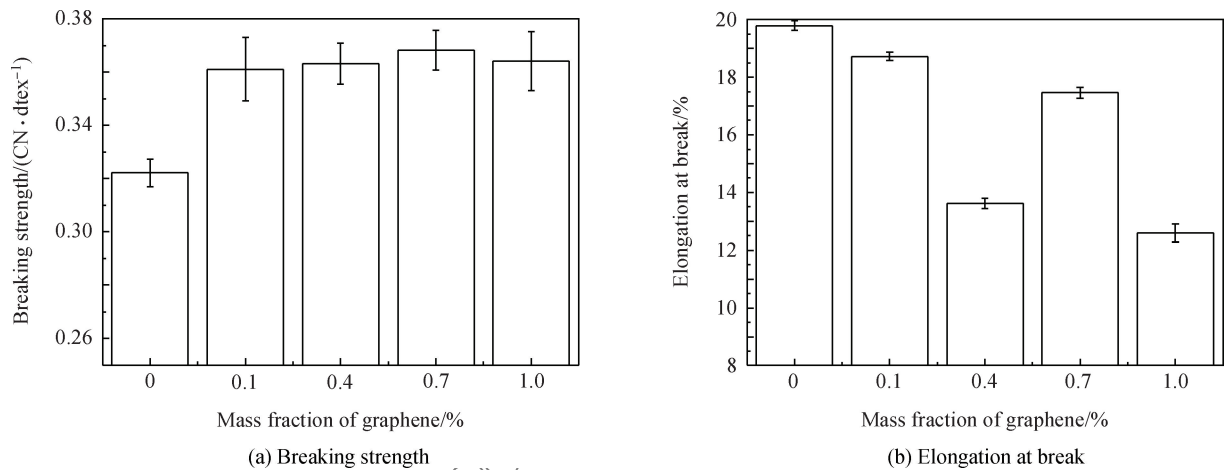 0.38
0.34
0.30
0.26
Breaking strength/(CN·dtex⁻¹)
0 0.1 0.4 0.7 1.0
Mass fraction of graphene/%
(a) Breaking strength
20
18
16
14
12
10
8
Elongation at break/%
0 0.1 0.4 0.7 1.0
Mass fraction of graphene/%
(b) Elongation at break